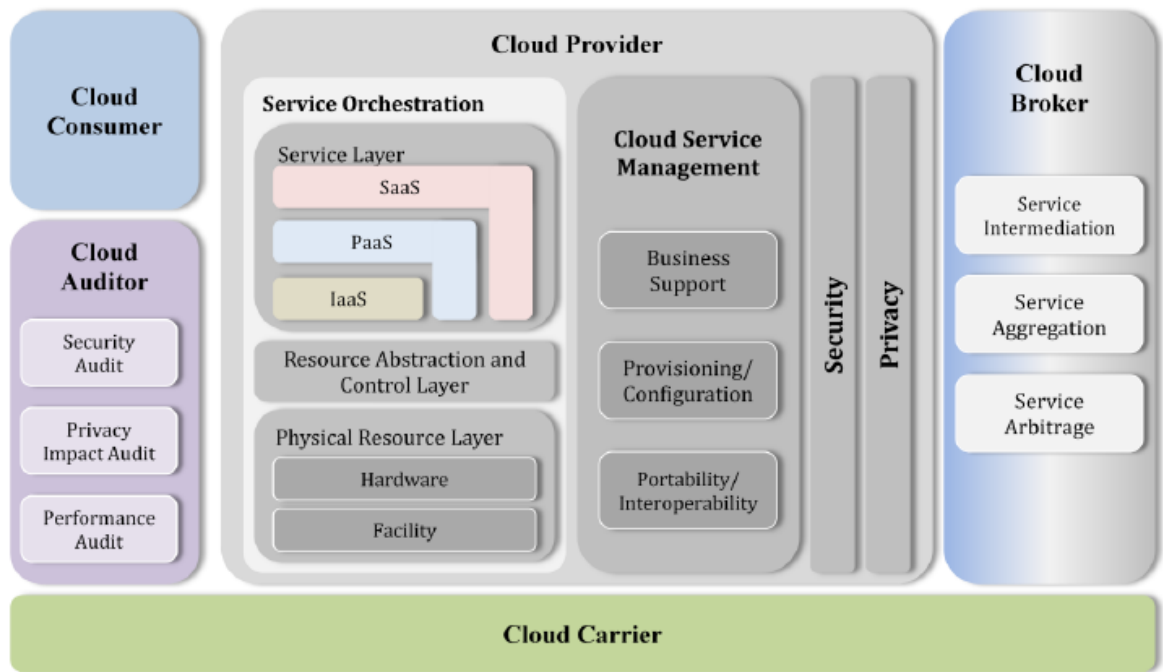 Cloud
Consumer
Cloud
Auditor
Security
Audit
Privacy
Impact Audit
Performance
Audit
Cloud Provider
Service Orchestration
Service Layer
SaaS
PaaS
IaaS
Resource Abstraction and
Control Layer
Physical Resource Layer
Hardware
Facility
Cloud Service
Management
Business
Support
Provisioning/
Configuration
Portability/
Interoperability
Security
Privacy
Cloud
Broker
Service
Intermediation
Service
Aggregation
Service
Arbitrage
Cloud Carrier